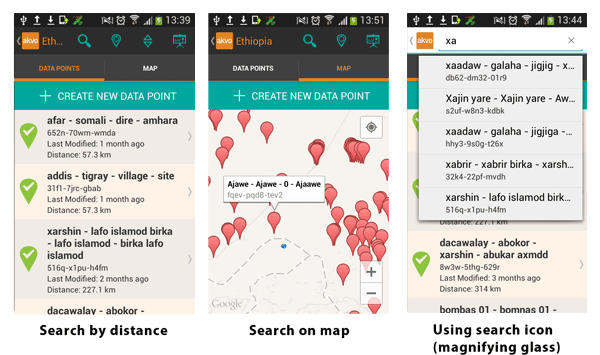 13:39
akvo Eth...
DATA POINTS MAP
+ CREATE NEW DATA POINT
afar - somali - dire - amhara
652n-70wm-wmda
Last Modified: 1 month ago
Distance: 57.3 km
addis - tigray - village - site
31f1-7jrc-gbab
Last Modified: 1 month ago
Distance: 57.3 km
xarshin - lafo islamod birka
- lafo islamod - birka lafo
islamod
516q-x1pu-h4fm
Last Modified: 2 months ago
Distance: 227.1 km
dacawalay - abokor -
Search by distance
13:51
akvo Ethiopia
DATA POINTS MAP
+ CREATE NEW DATA POINT
Ajawe - Ajawe - 0 - Ajaawe
fqev-pqd8-tev2
+
−
Google
Search on map
13:44
akvo xa
xaadaw - galaha - jigjig - x...
db62-dm32-01r9
Xajin yare - Xajin yare - Aw...
s2uf-w8n3-kdbk
xaadaw - galaha - jigjiga - ...
hhy3-9s0g-t26x
xabrir - xabrir birka - xarsh...
32k4-22pf-mvdh
xarshin - lafo islamod birk...
516q-x1pu-h4fm
Distance: 227.1 km
dacawalay - abokor -
xarshin - abukar axmdd
8w3w-5thg-629r
Last Modified: 3 months ago
Distance: 314 km
bombas 01 - bomnas 01 -
Using search icon
(magnifying glass)